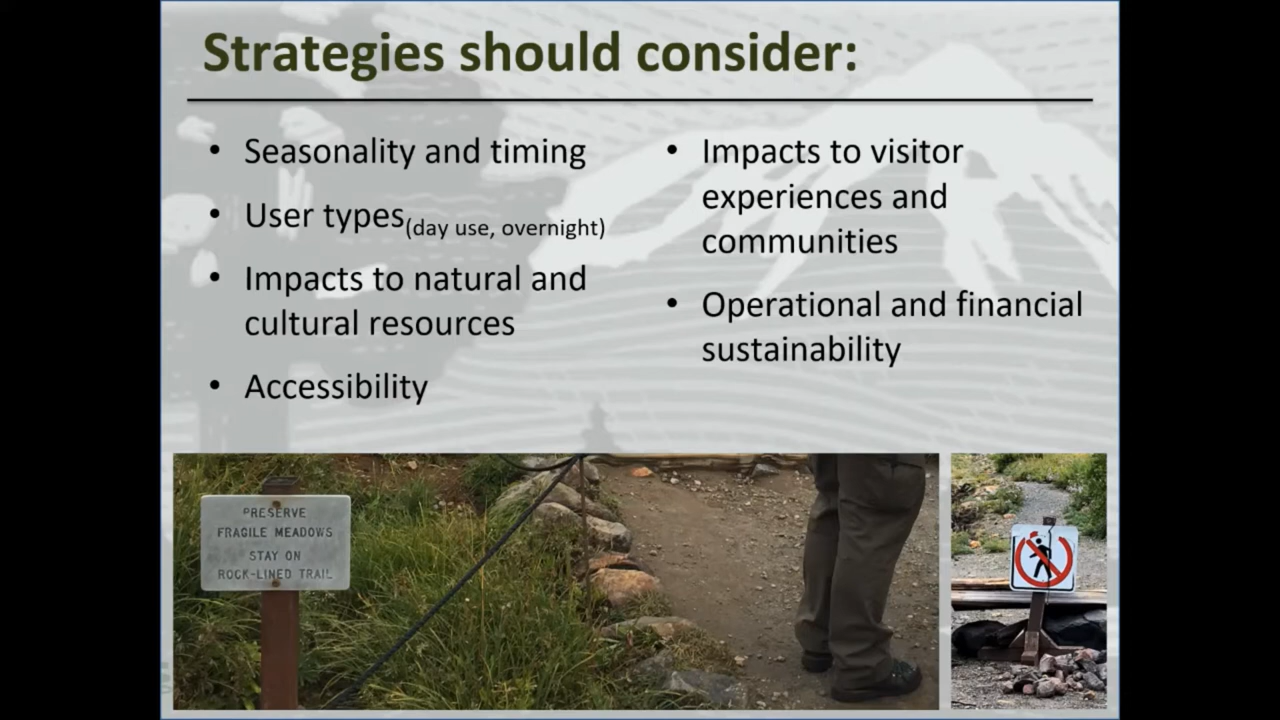 Strategies should consider:
• Seasonality and timing
• User types(day use, overnight)
• Impacts to natural and
cultural resources
• Accessibility
• Impacts to visitor
experiences and
communities
• Operational and financial
sustainability
PRESERVE
FRAGILE MEADOWS
STAY ON
ROCK-LINED TRAIL